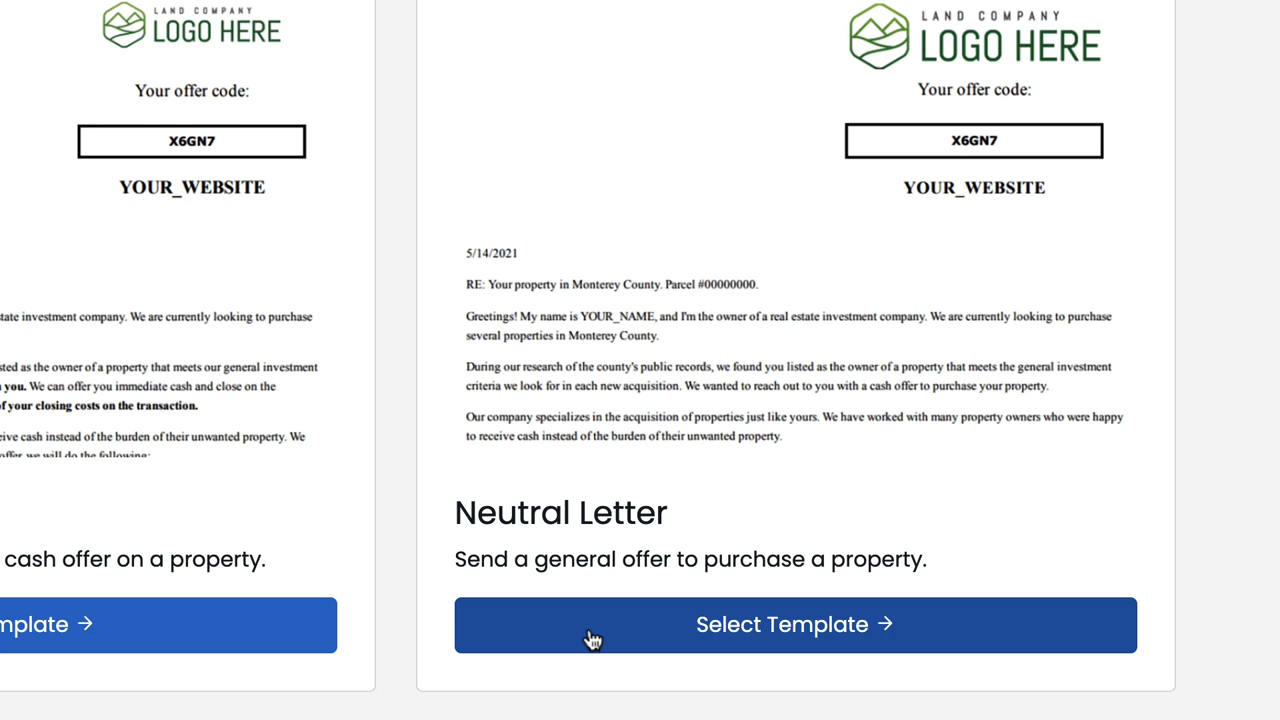 LAND COMPANY
LOGO HERE
Your offer code:
X6GN7
YOUR_WEBSITE
tate investment company. We are currently looking to purchase
sted as the owner of a property that meets our general investment
you. We can offer you immediate cash and close on the
of your closing costs on the transaction.
eive cash instead of the burden of their unwanted property. We
offer we will do the following:
cash offer on a property.
mplate →
LAND COMPANY
LOGO HERE
Your offer code:
X6GN7
YOUR_WEBSITE
5/14/2021
RE: Your property in Monterey County. Parcel #00000000.
Greetings! My name is YOUR_NAME, and I'm the owner of a real estate investment company. We are currently looking to purchase
several properties in Monterey County.
During our research of the county's public records, we found you listed as the owner of a property that meets the general investment
criteria we look for in each new acquisition. We wanted to reach out to you with a cash offer to purchase your property.
Our company specializes in the acquisition of properties just like yours. We have worked with many property owners who were happy
to receive cash instead of the burden of their unwanted property.
Neutral Letter
Send a general offer to purchase a property.
Select Template →